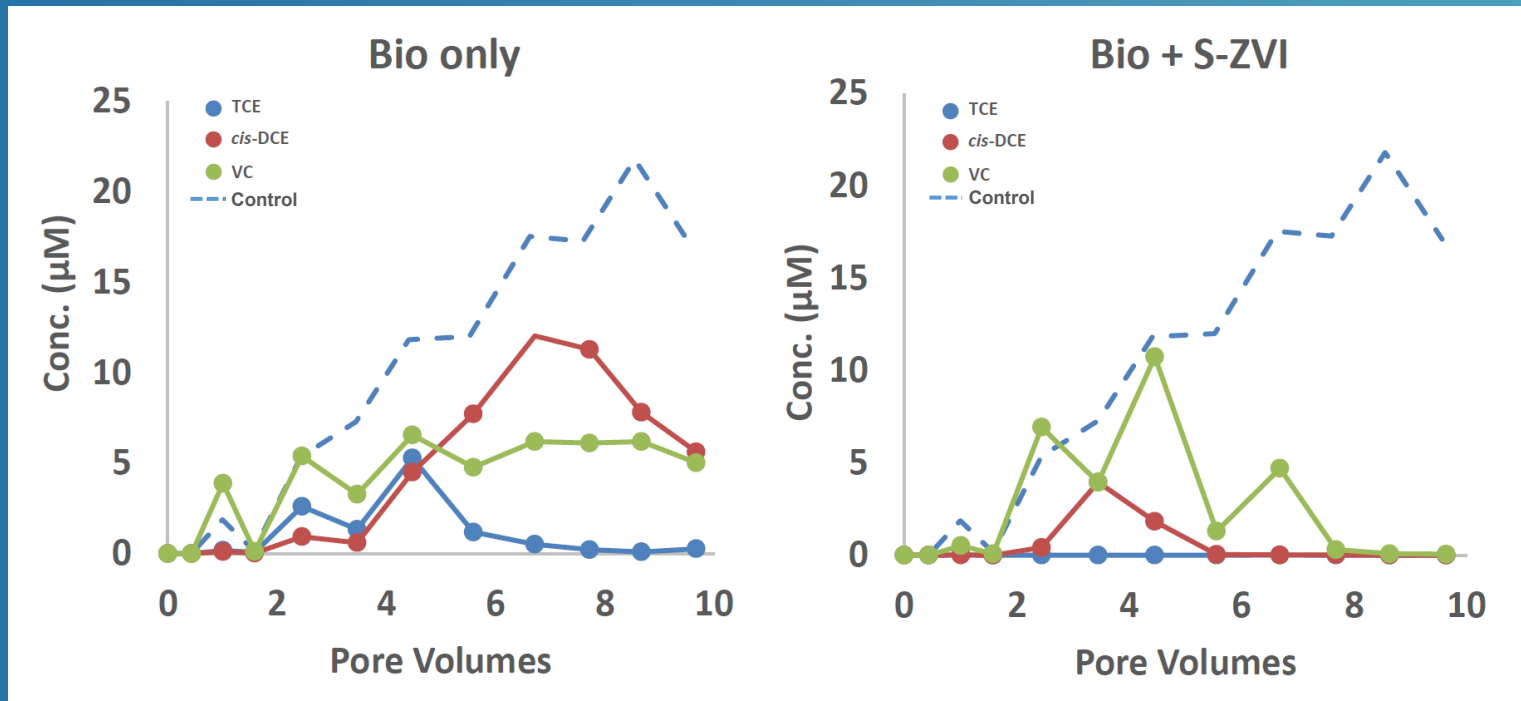 Bio only
25
20
15
10
5
0
Conc. (µM)
TCE
cis-DCE
VC
Control
0 2 4 6 8 10
Pore Volumes
Bio + S-ZVI
25
20
15
10
5
0
Conc. (µM)
TCE
cis-DCE
VC
Control
0 2 4 6 8 10
Pore Volumes